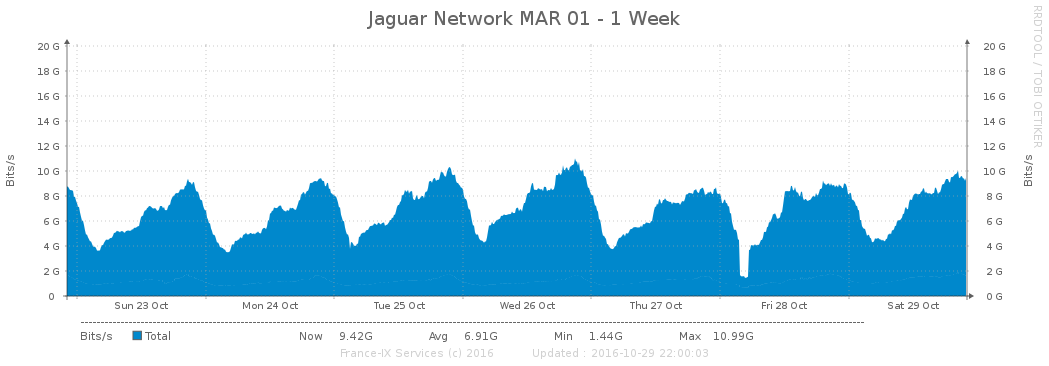 Jaguar Network MAR 01 - 1 Week
RRDTOOL / TOBI OETIKER
Bits/s
20 G
18 G
16 G
14 G
12 G
10 G
8 G
6 G
4 G
2 G
0
20 G
18 G
16 G
14 G
12 G
10 G
8 G
6 G
4 G
2 G
0 G
Bits/s
Sun 23 Oct Mon 24 Oct Tue 25 Oct Wed 26 Oct Thu 27 Oct Fri 28 Oct Sat 29 Oct
Bits/s Total Now 9.42G Avg 6.91G Min 1.44G Max 10.99G
France-IX Services (c) 2016 Updated : 2016-10-29 22:00:03